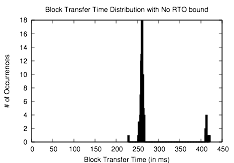 Block Transfer Time Distribution with No RTO bound
# of Occurrences
18
16
14
12
10
8
6
4
2
0
0 50 100 150 200 250 300 350 400 450
Block Transfer Time (in ms)